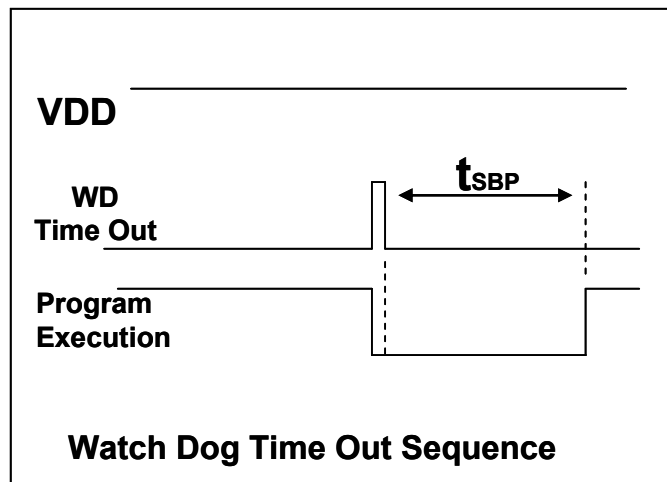 VDD
tSBP
WD
Time Out
Program
Execution
Watch Dog Time Out Sequence